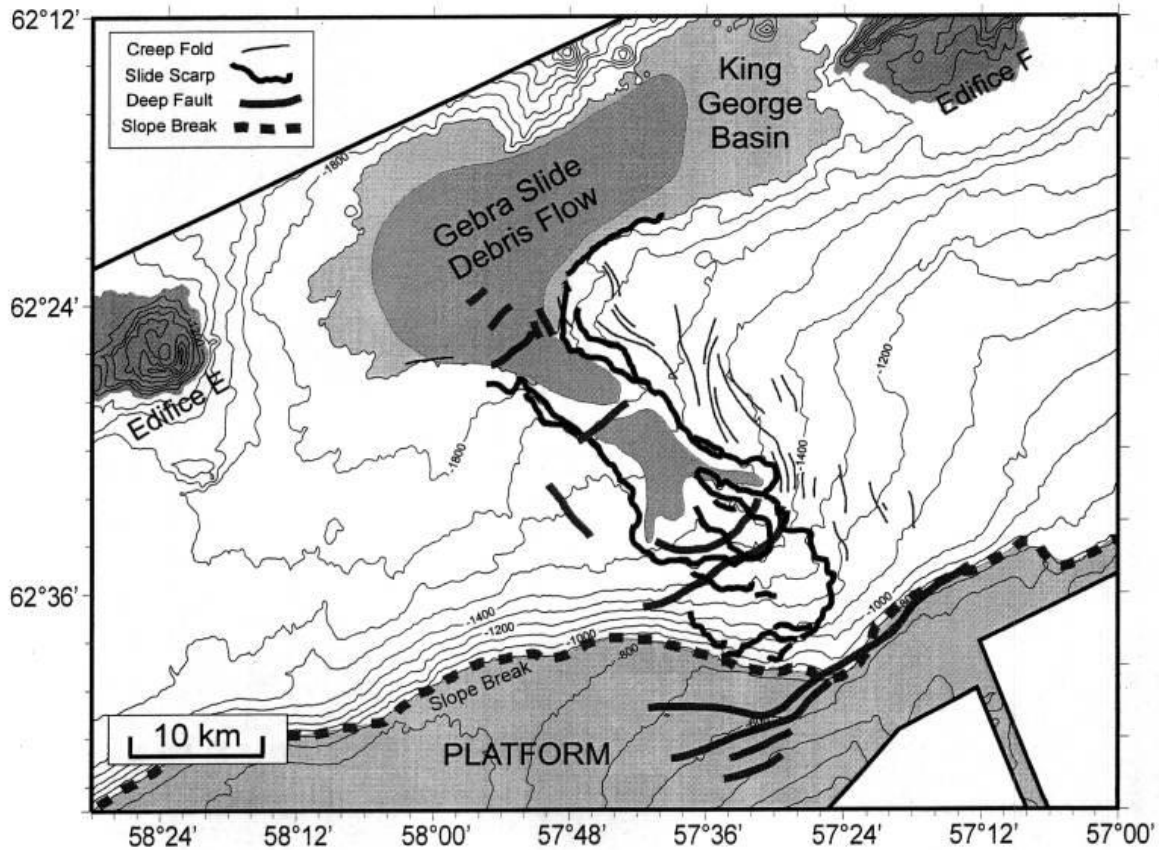 62°12'
62°24'
62°36'
Creep Fold
Slide Scarp
Deep Fault
Slope Break
King
George
Basin
Edifice F
-1800
Gebra Slide
Debris Flow
Edifice E
-1200
-1400
-1800
-1400
-1200
-1000
-800
-1000
-80
Slope Break
10 km
PLATFORM
58°24'
58°12'
58°00'
57°48'
57°36'
57°24'
57°12'
57°00'